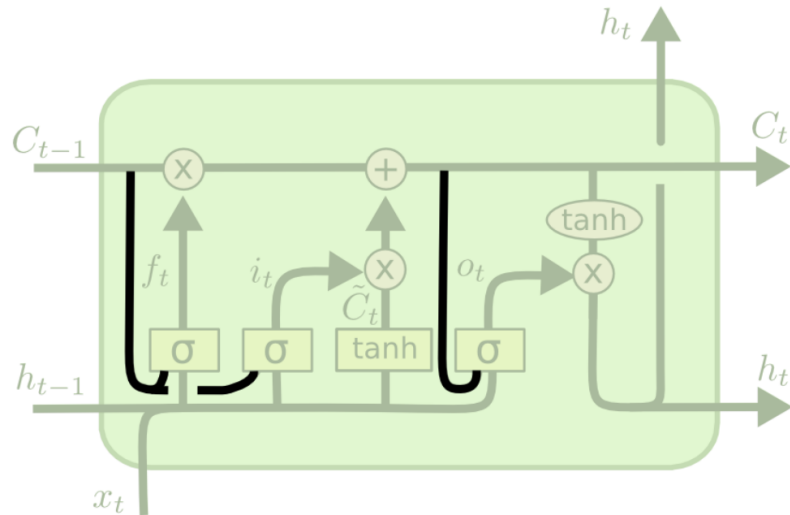 h_t
C_{t-1} x + C_t
tanh
f_t i_t x o_t x
C̃_t
σ σ tanh σ
h_{t-1} h_t
x_t